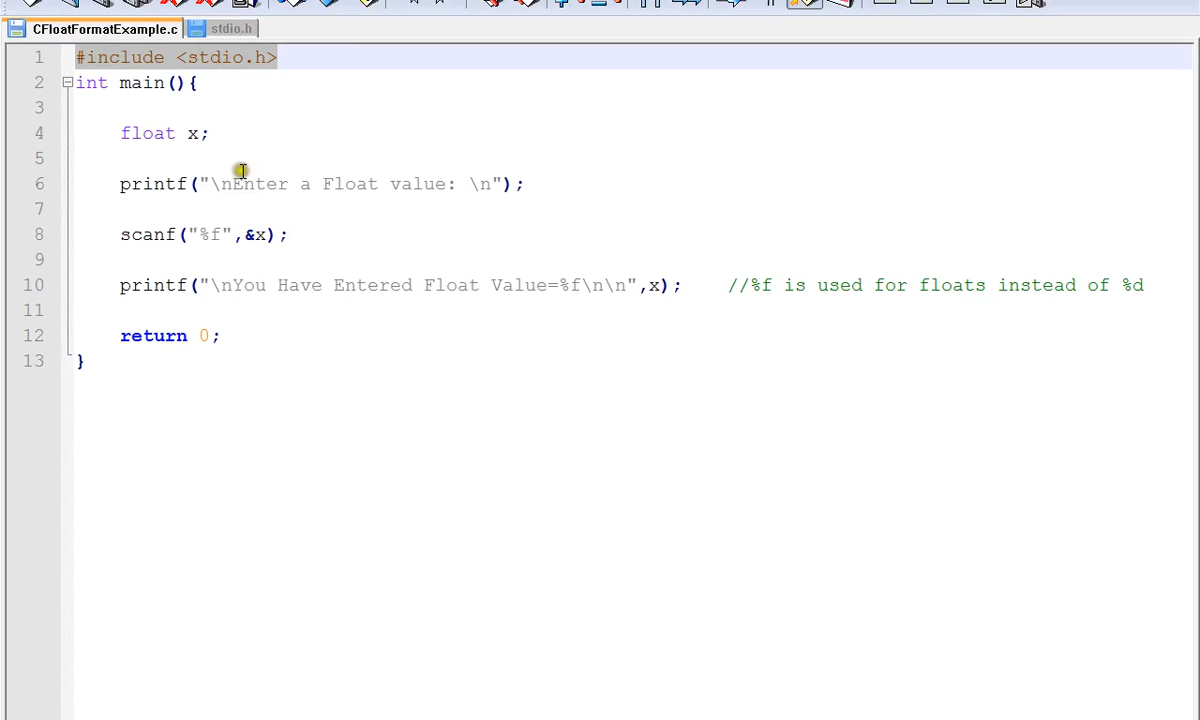 CFloatFormatExample.c stdio.h
1 #include <stdio.h>
2 int main(){
3
4 float x;
5
6 printf("\nEnter a Float value: \n");
7
8 scanf("%f",&x);
9
10 printf("\nYou Have Entered Float Value=%f\n\n",x); //%f is used for floats instead of %d
11
12 return 0;
13 }